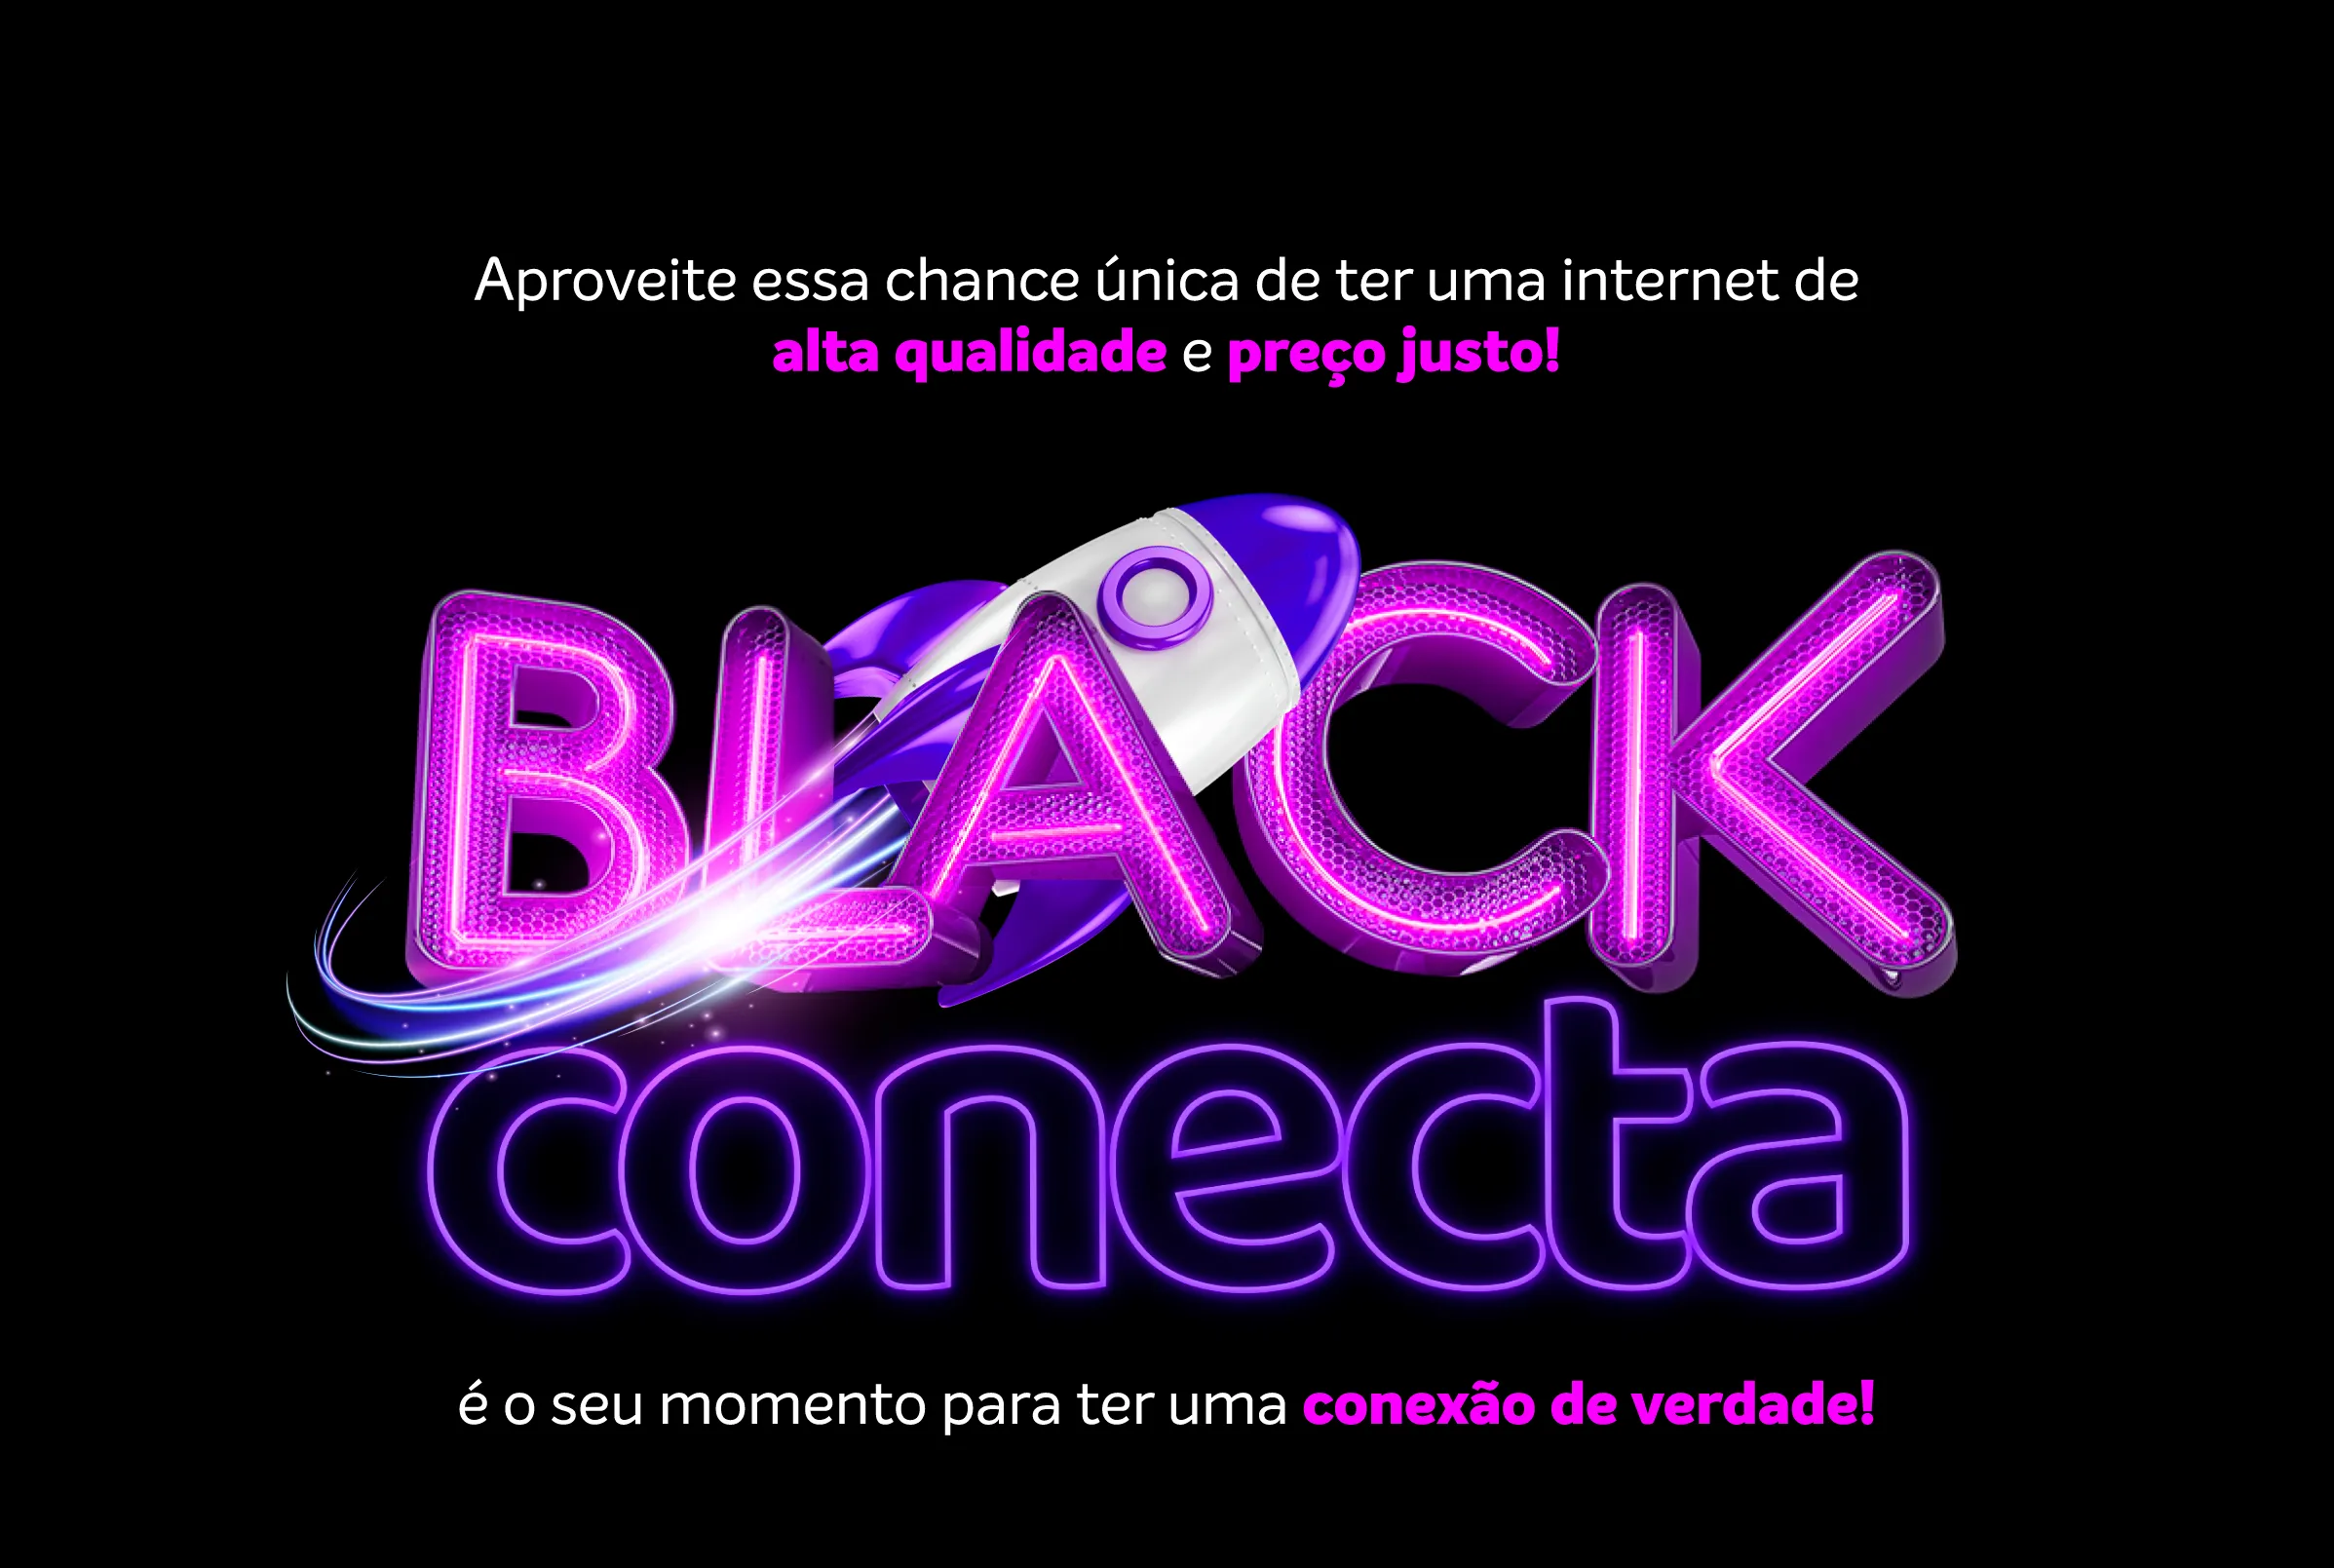 Aproveite essa chance única de ter uma internet de
alta qualidade e preço justo!
BLACK
conecta
é o seu momento para ter uma conexão de verdade!